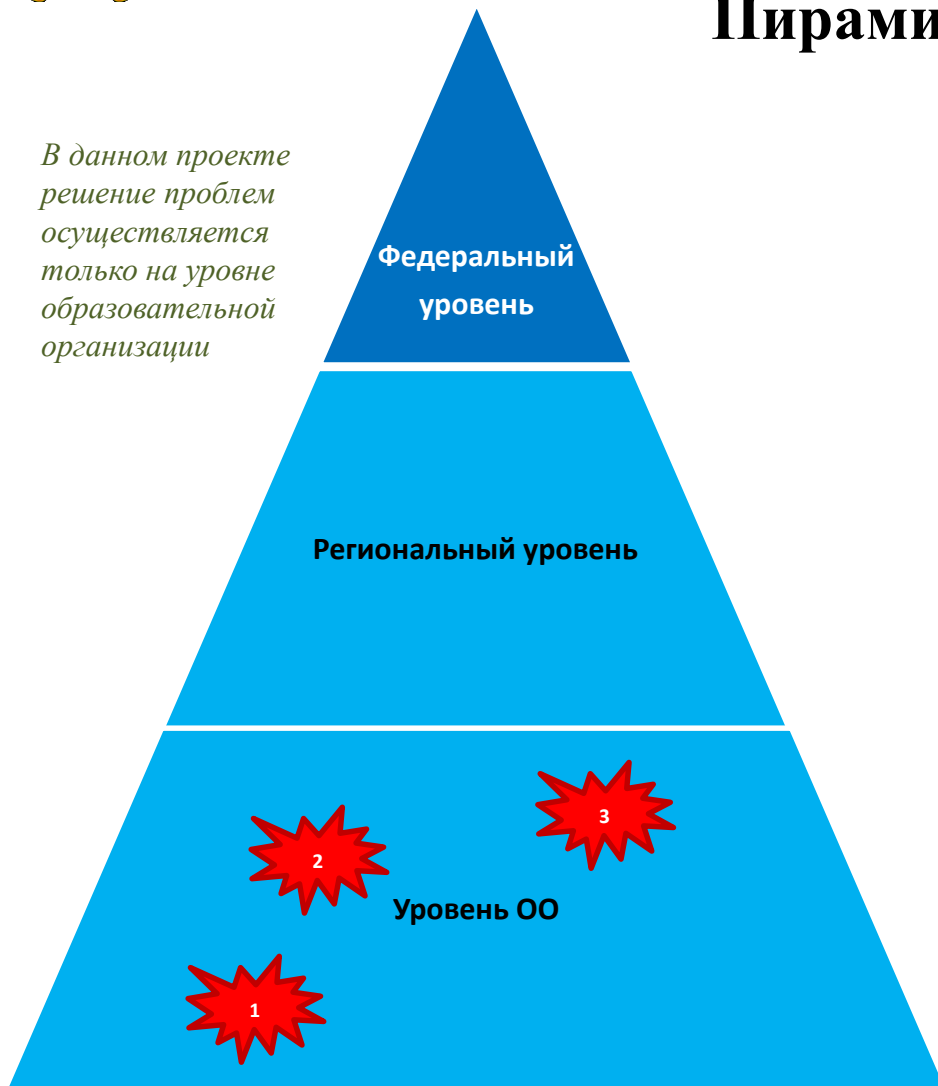 В данном проекте
решение проблем
осуществляется
только на уровне
образовательной
организации
Федеральный
уровень
Региональный уровень
3
2
Уровень ОО
1